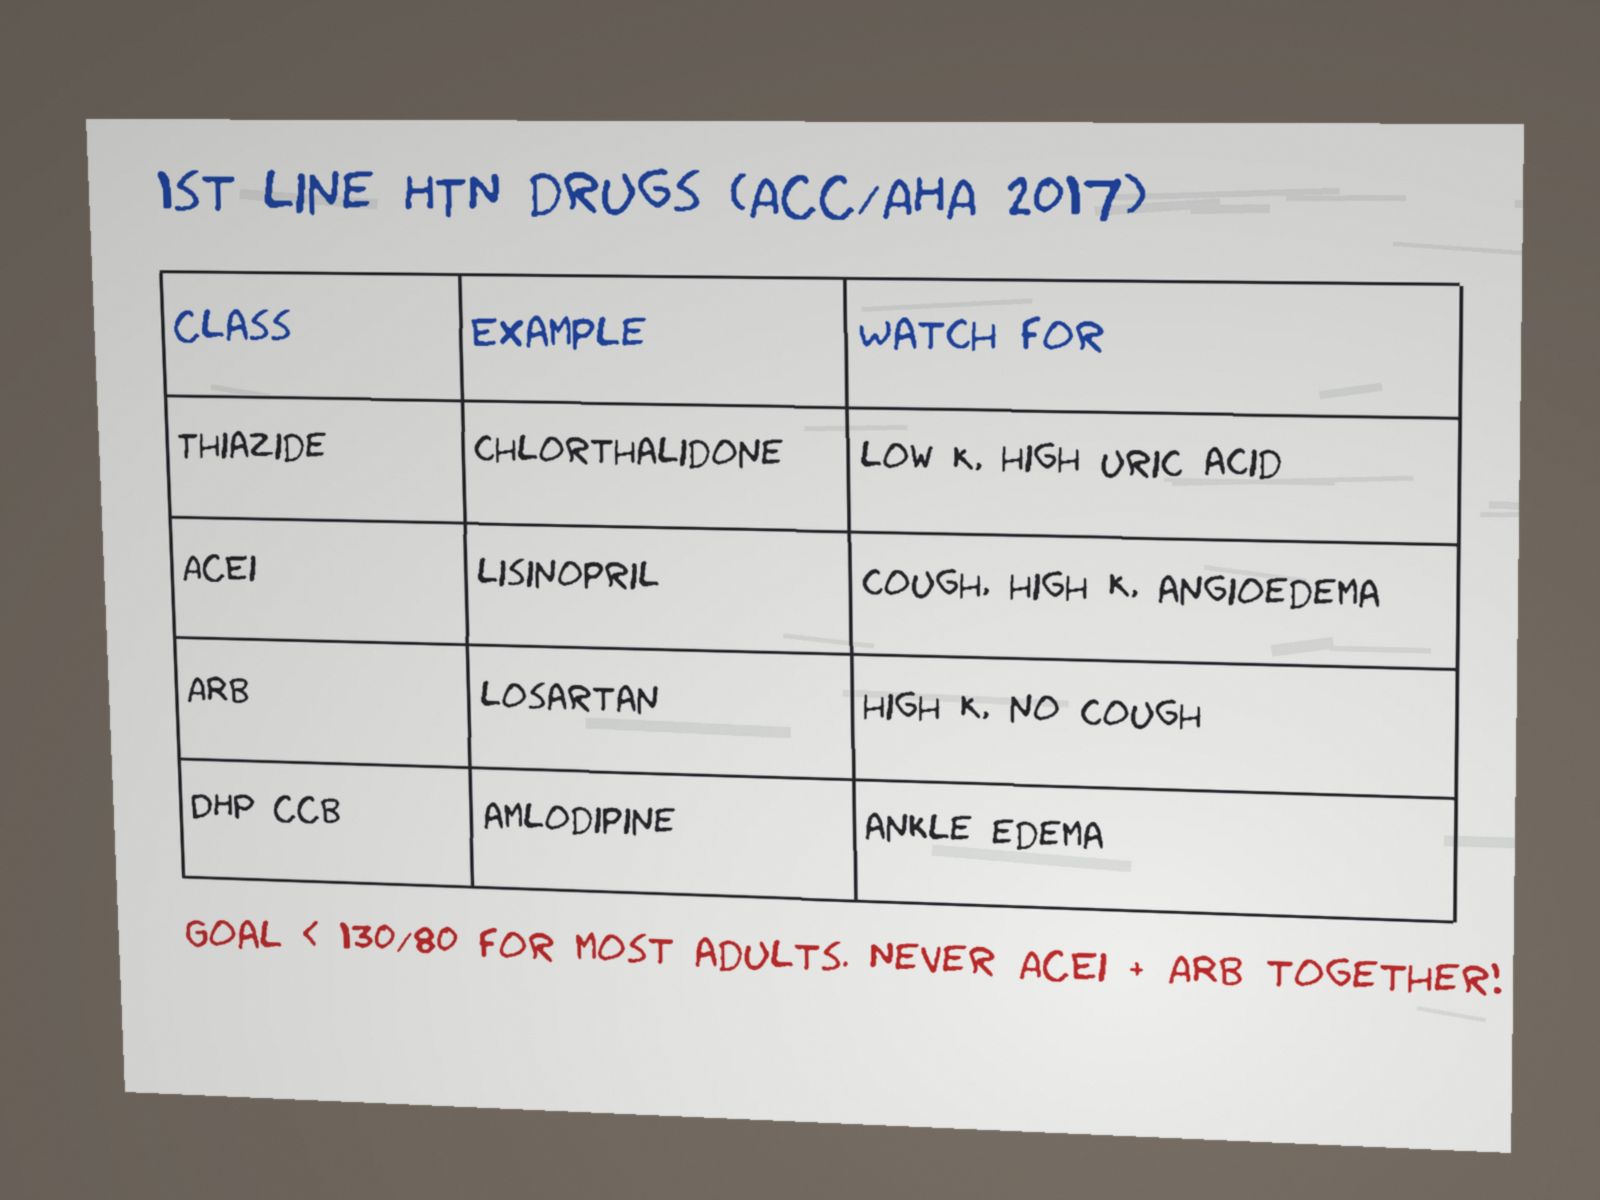 1ST LINE HTN DRUGS (ACC/AHA 2017)
CLASS EXAMPLE WATCH FOR
THIAZIDE CHLORTHALIDONE LOW K, HIGH URIC ACID
ACEI LISINOPRIL COUGH, HIGH K, ANGIOEDEMA
ARB LOSARTAN HIGH K, NO COUGH
DHP CCB AMLODIPINE ANKLE EDEMA
GOAL < 130/80 FOR MOST ADULTS. NEVER ACEI + ARB TOGETHER!